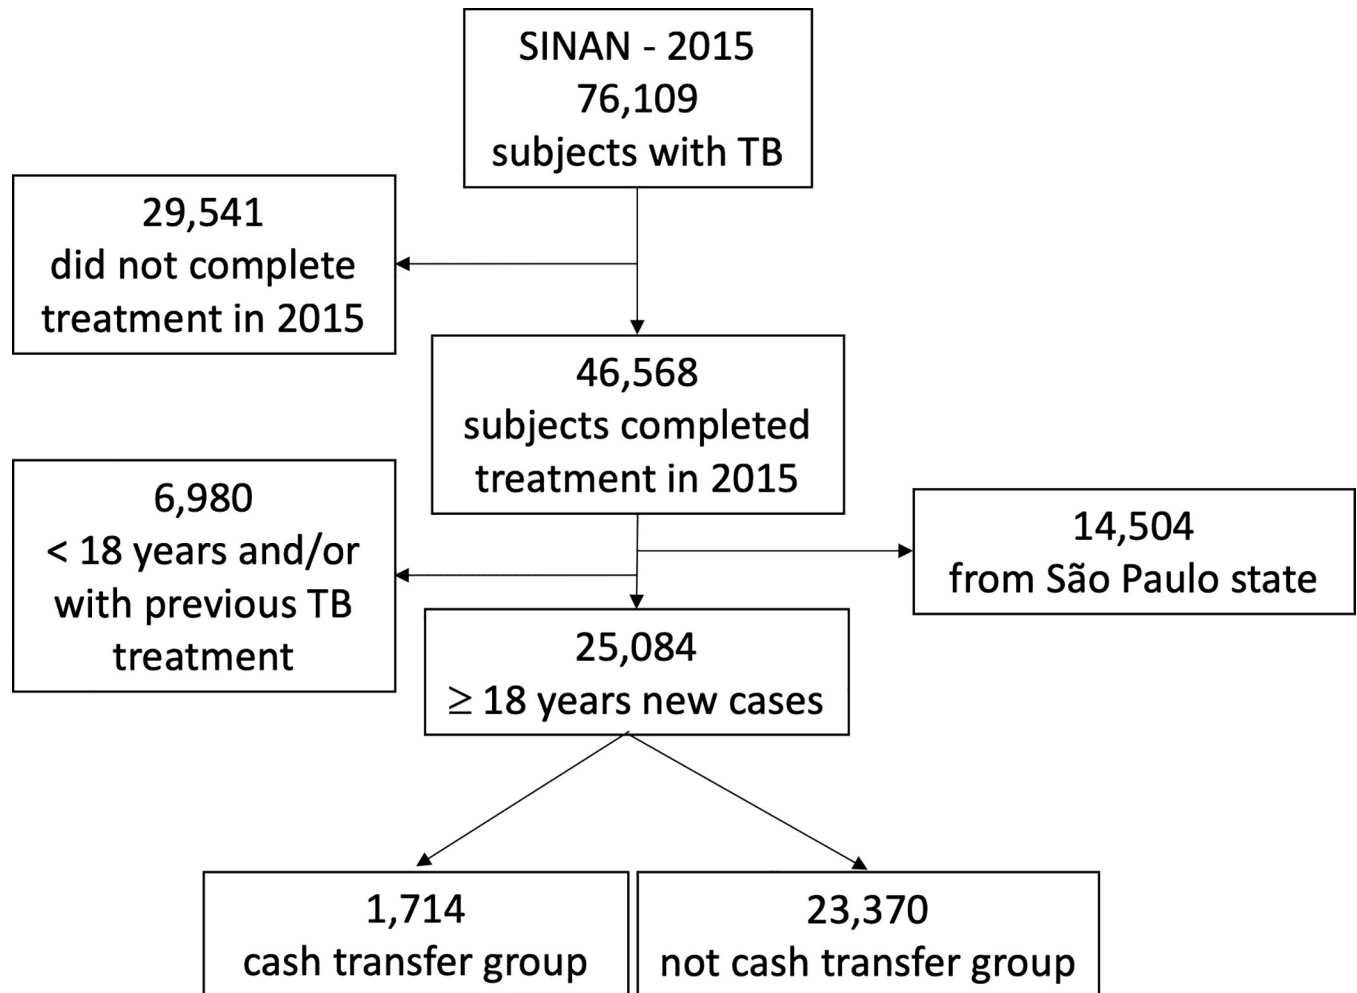 SINAN - 2015
76,109
subjects with TB
29,541
did not complete
treatment in 2015
46,568
subjects completed
treatment in 2015
6,980
< 18 years and/or
with previous TB
treatment
14,504
from São Paulo state
25,084
≥ 18 years new cases
1,714
cash transfer group
23,370
not cash transfer group